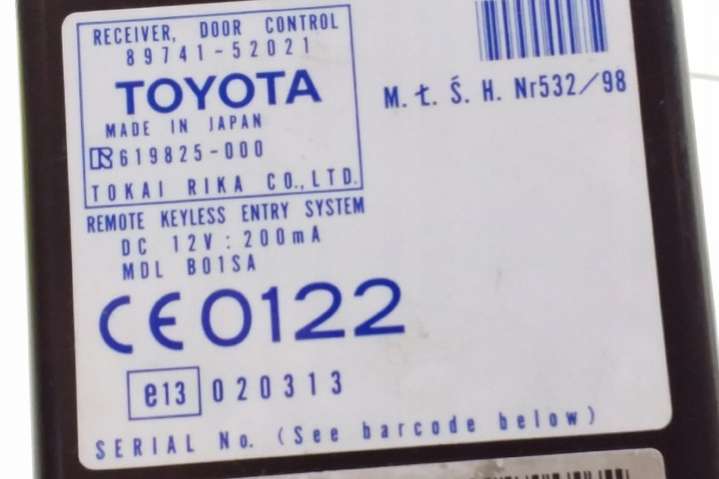 RECEIVER, DOOR CONTROL
89741-52021
TOYOTA
MADE IN JAPAN
619825-000
TOKAI RIKA CO.,LTD.
M. Ł. Ś. H. Nr532/98
REMOTE KEYLESS ENTRY SYSTEM
DC 12V : 200mA
MDL B01SA
CE0122
e13 020313
SERIAL No. (See barcode below)